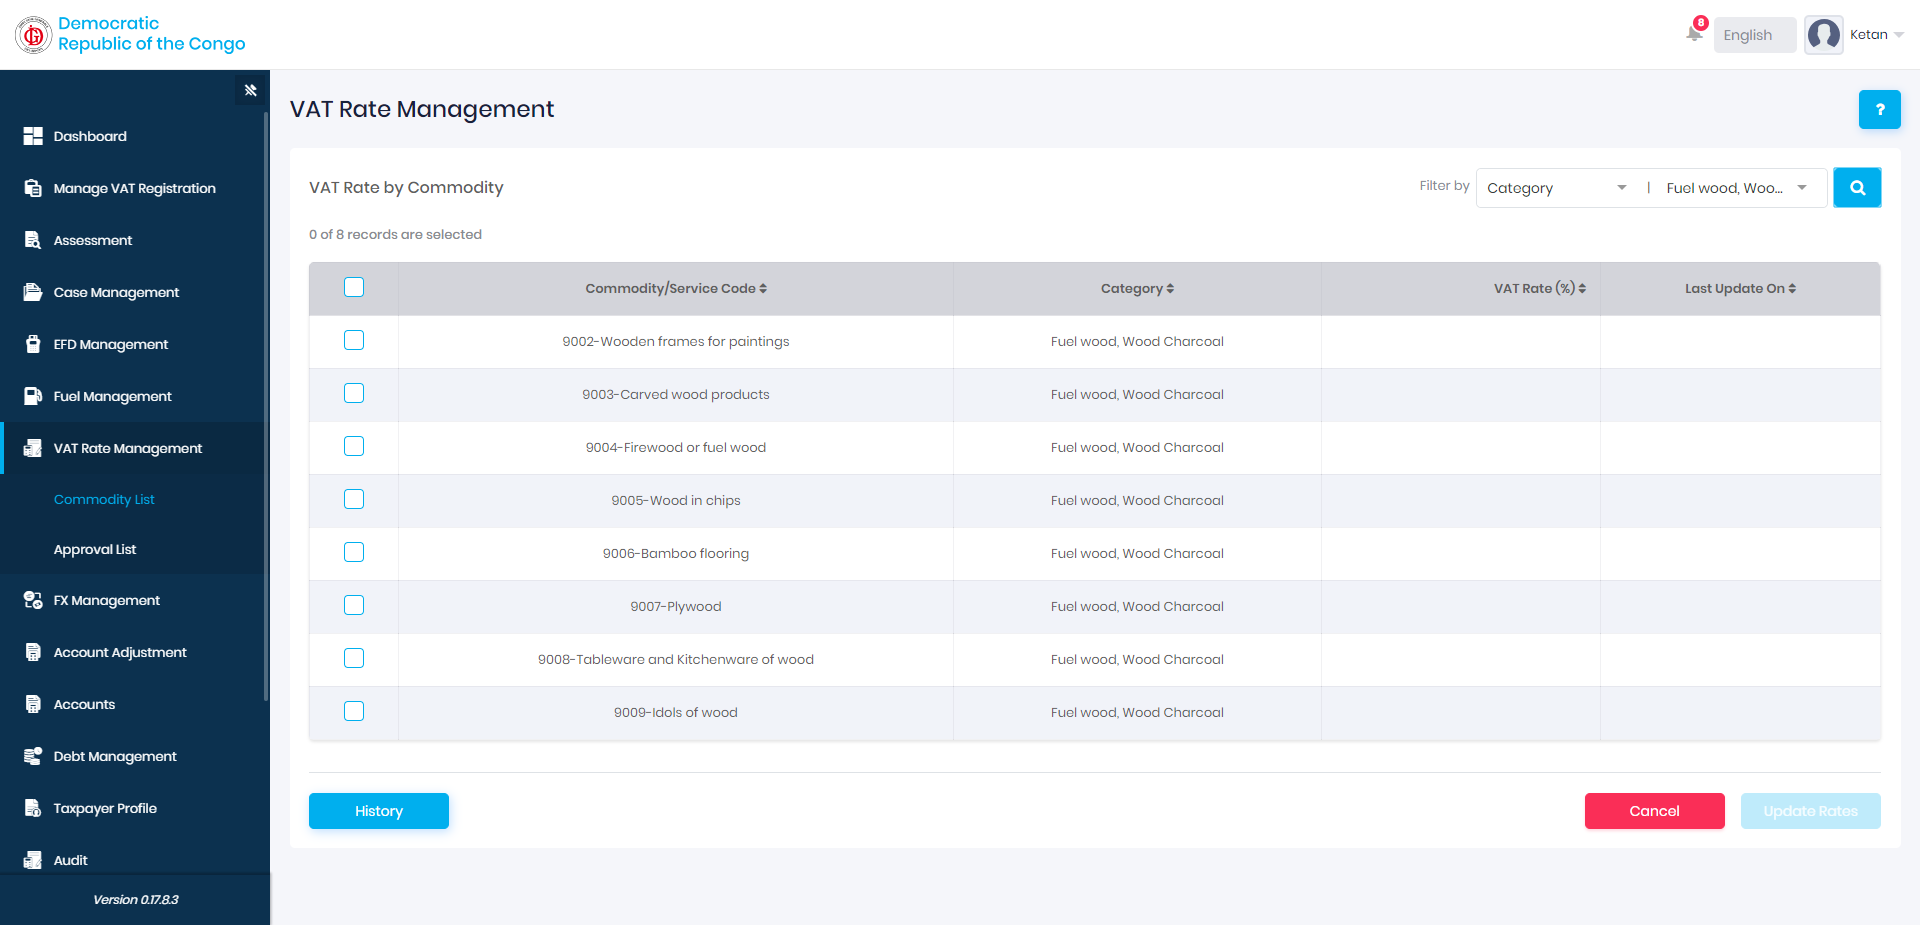 Democratic
Republic of the Congo
8
English
Ketan
Dashboard
Manage VAT Registration
Assessment
Case Management
EFD Management
Fuel Management
VAT Rate Management
Commodity List
Approval List
FX Management
Account Adjustment
Accounts
Debt Management
Taxpayer Profile
Audit
Version 0.17.8.3
VAT Rate Management
?
VAT Rate by Commodity
Filter by
Category
|
Fuel wood, Woo...
0 of 8 records are selected
Commodity/Service Code Category VAT Rate (%) Last Update On
9002-Wooden frames for paintings Fuel wood, Wood Charcoal
9003-Carved wood products Fuel wood, Wood Charcoal
9004-Firewood or fuel wood Fuel wood, Wood Charcoal
9005-Wood in chips Fuel wood, Wood Charcoal
9006-Bamboo flooring Fuel wood, Wood Charcoal
9007-Plywood Fuel wood, Wood Charcoal
9008-Tableware and Kitchenware of wood Fuel wood, Wood Charcoal
9009-Idols of wood Fuel wood, Wood Charcoal
History
Cancel
Update Rates